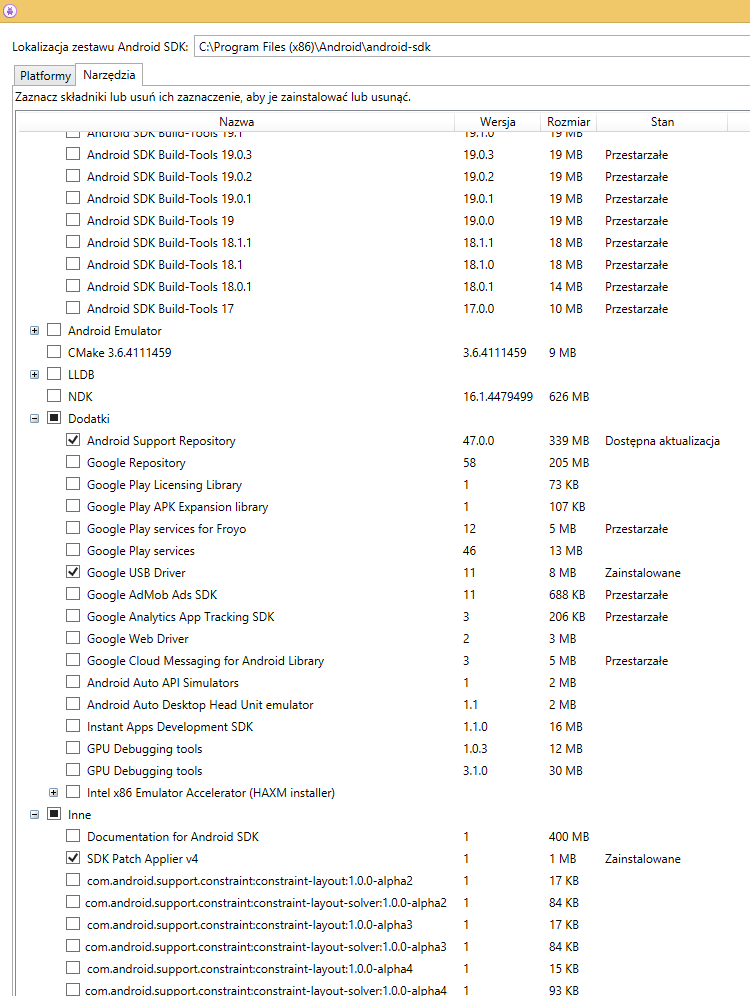 Lokalizacja zestawu Android SDK: C:\Program Files (x86)\Android\android-sdk
Platformy Narzędzia
Zaznacz składniki lub usuń ich zaznaczenie, aby je zainstalować lub usunąć.
Nazwa Wersja Rozmiar Stan
Android SDK Build-Tools 19.1 19.1.0 19 MB
Android SDK Build-Tools 19.0.3 19.0.3 19 MB Przestarzałe
Android SDK Build-Tools 19.0.2 19.0.2 19 MB Przestarzałe
Android SDK Build-Tools 19.0.1 19.0.1 19 MB Przestarzałe
Android SDK Build-Tools 19 19.0.0 19 MB Przestarzałe
Android SDK Build-Tools 18.1.1 18.1.1 18 MB Przestarzałe
Android SDK Build-Tools 18.1 18.1.0 18 MB Przestarzałe
Android SDK Build-Tools 18.0.1 18.0.1 14 MB Przestarzałe
Android SDK Build-Tools 17 17.0.0 10 MB Przestarzałe
Android Emulator
CMake 3.6.4111459 3.6.4111459 9 MB
LLDB
NDK 16.1.4479499 626 MB
Dodatki
Android Support Repository 47.0.0 339 MB Dostępna aktualizacja
Google Repository 58 205 MB
Google Play Licensing Library 1 73 KB
Google Play APK Expansion library 1 107 KB
Google Play services for Froyo 12 5 MB Przestarzałe
Google Play services 46 13 MB
Google USB Driver 11 8 MB Zainstalowane
Google AdMob Ads SDK 11 688 KB Przestarzałe
Google Analytics App Tracking SDK 3 206 KB Przestarzałe
Google Web Driver 2 3 MB
Google Cloud Messaging for Android Library 3 5 MB Przestarzałe
Android Auto API Simulators 1 2 MB
Android Auto Desktop Head Unit emulator 1.1 2 MB
Instant Apps Development SDK 1.1.0 16 MB
GPU Debugging tools 1.0.3 12 MB
GPU Debugging tools 3.1.0 30 MB
Intel x86 Emulator Accelerator (HAXM installer)
Inne
Documentation for Android SDK 1 400 MB
SDK Patch Applier v4 1 1 MB Zainstalowane
com.android.support.constraint:constraint-layout:1.0.0-alpha2 1 17 KB
com.android.support.constraint:constraint-layout-solver:1.0.0-alpha2 1 84 KB
com.android.support.constraint:constraint-layout:1.0.0-alpha3 1 17 KB
com.android.support.constraint:constraint-layout-solver:1.0.0-alpha3 1 84 KB
com.android.support.constraint:constraint-layout:1.0.0-alpha4 1 15 KB
com.android.support.constraint:constraint-layout-solver:1.0.0-alpha4 1 93 KB